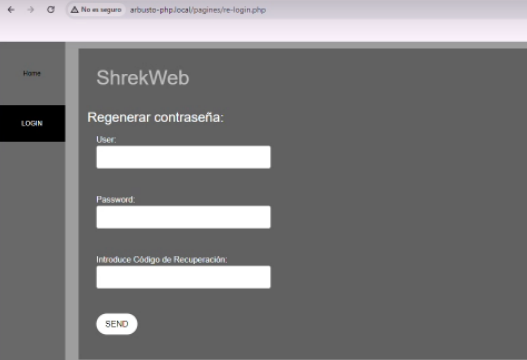 No es seguro arbusto-php.local/pagines/re-login.php
Home
LOGIN
ShrekWeb
Regenerar contraseña:
User:
Password:
Introduce Código de Recuperación:
SEND